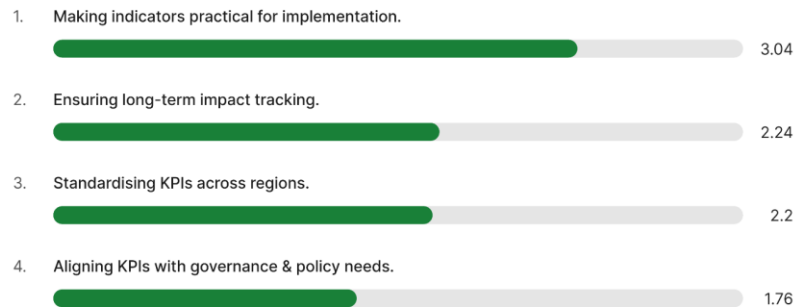 1. Making indicators practical for implementation.
3.04
2. Ensuring long-term impact tracking.
2.24
3. Standardising KPIs across regions.
2.2
4. Aligning KPIs with governance & policy needs.
1.76